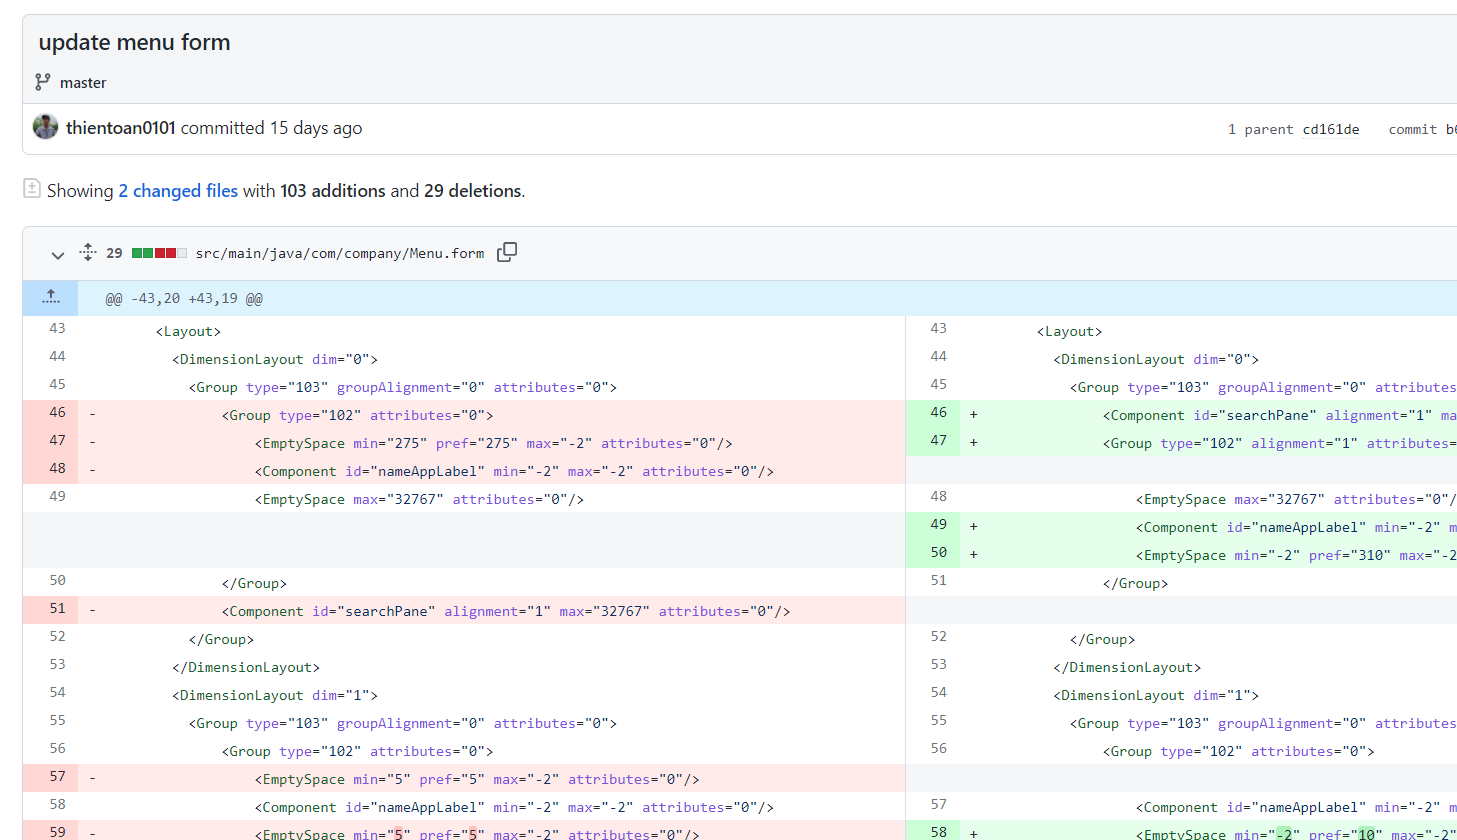 update menu form
master
thientoan0101 committed 15 days ago
1 parent cd161de commit
Showing 2 changed files with 103 additions and 29 deletions.
29 src/main/java/com/company/Menu.form
@@ -43,20 +43,19 @@
43 <Layout> 43 <Layout>
44 <DimensionLayout dim="0"> 44 <DimensionLayout dim="0">
45 <Group type="103" groupAlignment="0" attributes="0"> 45 <Group type="103" groupAlignment="0" attributes
46 - <Group type="102" attributes="0"> 46 + <Component id="searchPane" alignment="1" ma
47 - <EmptySpace min="275" pref="275" max="-2" attributes="0"/> 47 + <Group type="102" alignment="1" attributes=
48 - <Component id="nameAppLabel" min="-2" max="-2" attributes="0"/>
49 <EmptySpace max="32767" attributes="0"/> 48 <EmptySpace max="32767" attributes="0"/
49 + <Component id="nameAppLabel" min="-2" m
50 + <EmptySpace min="-2" pref="310" max="-2
50 </Group> 51 </Group>
51 - <Component id="searchPane" alignment="1" max="32767" attributes="0"/>
52 </Group> 52 </Group>
53 </DimensionLayout> 53 </DimensionLayout>
54 <DimensionLayout dim="1"> 54 <DimensionLayout dim="1">
55 <Group type="103" groupAlignment="0" attributes="0"> 55 <Group type="103" groupAlignment="0" attributes
56 <Group type="102" attributes="0"> 56 <Group type="102" attributes="0">
57 - <EmptySpace min="5" pref="5" max="-2" attributes="0"/>
58 <Component id="nameAppLabel" min="-2" max="-2" attributes="0"/> 57 <Component id="nameAppLabel" min="-2" m
59 - <EmptySpace min="5" pref="5" max="-2" attributes="0"/> 58 + <EmptySpace min="-2" pref="10" max="-2"